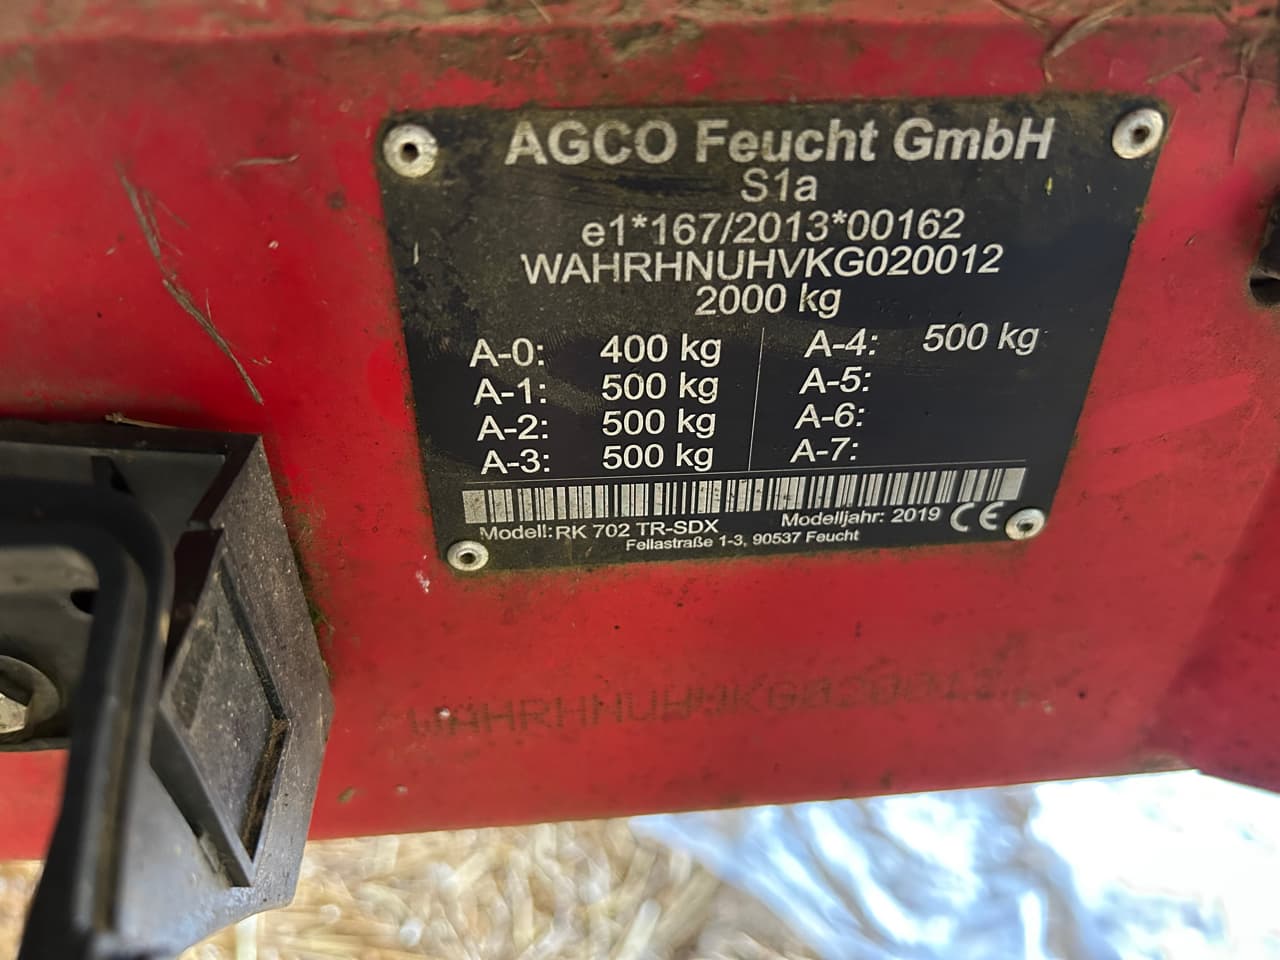 AGCO Feucht GmbH
S1a
e1*167/2013*00162
WAHRHNUHVKG020012
2000 kg
A-0: 400 kg
A-1: 500 kg
A-2: 500 kg
A-3: 500 kg
A-4: 500 kg
A-5:
A-6:
A-7:
Modell: RK 702 TR-SDX Modelljahr: 2019 CE
Fellastraße 1-3, 90537 Feucht
WAHRHNUHVKG020012